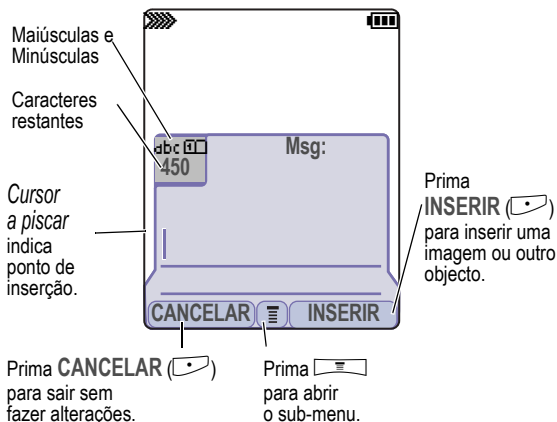 Maiúsculas e
Minúsculas
Caracteres
restantes
abc 1
450
Msg:
Cursor
a piscar
indica
ponto de
inserção.
Prima
INSERIR ( )
para inserir uma
imagem ou outro
objecto.
CANCELAR
INSERIR
Prima CANCELAR ( )
para sair sem
fazer alterações.
Prima
para abrir
o sub-menu.